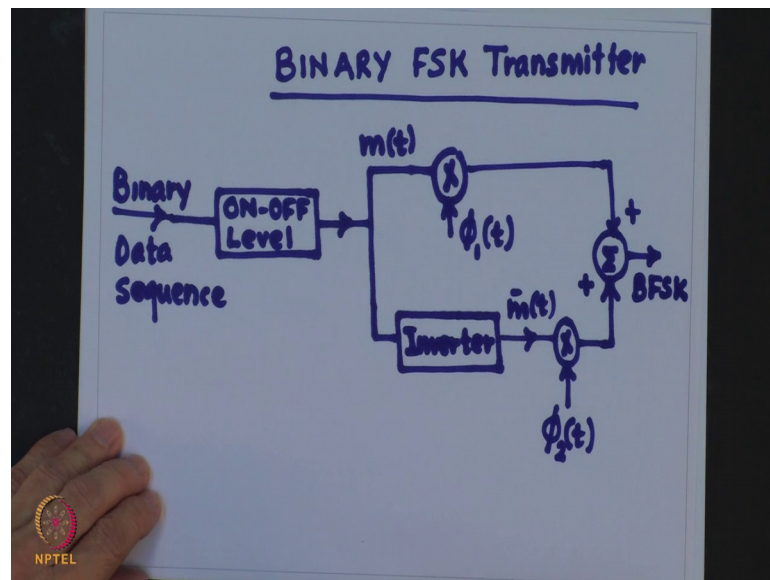 BINARY FSK Transmitter
m(t)
Binary
Data
Sequence
ON-OFF
Level
X
ϕ₁(t)
+
Σ
+
BFSK
Inverter
m̄(t)
X
ϕ₂(t)
NPTEL